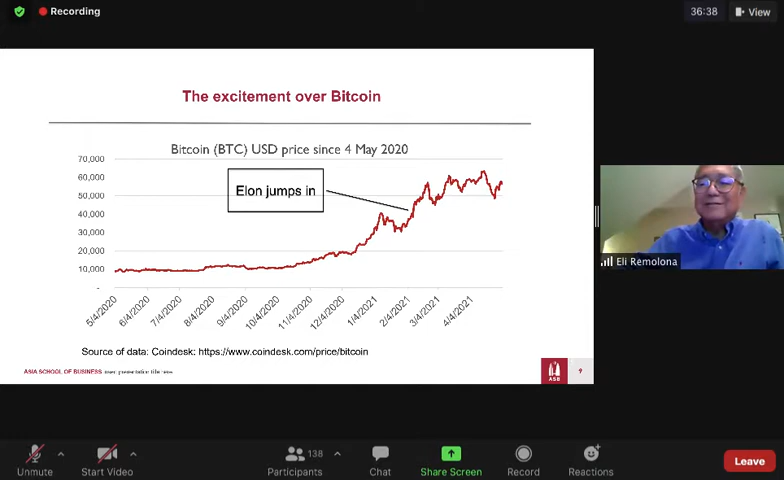 Recording
36:38
View
The excitement over Bitcoin
Bitcoin (BTC) USD price since 4 May 2020
70,000
60,000
50,000
40,000
30,000
20,000
10,000
-
Elon jumps in
5/4/2020
6/4/2020
7/4/2020
8/4/2020
9/4/2020
10/4/2020
11/4/2020
12/4/2020
1/4/2021
2/4/2021
3/4/2021
4/4/2021
Source of data: Coindesk: https://www.coindesk.com/price/bitcoin
ASIA SCHOOL OF BUSINESS insert presentation title here
ASB
9
Eli Remolona
Unmute
Start Video
138
Participants
Chat
Share Screen
Record
Reactions
Leave